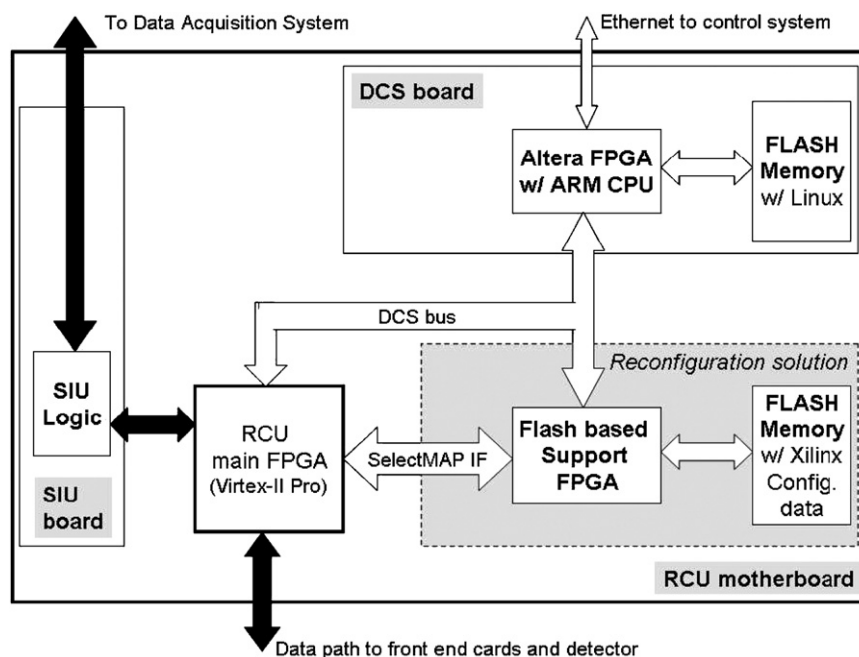 To Data Acquisition System
Ethernet to control system
DCS board
Altera FPGA
w/ ARM CPU
FLASH
Memory
w/ Linux
DCS bus
Reconfiguration solution
SIU
Logic
RCU
main FPGA
(Virtex-II Pro)
SelectMAP IF
Flash based
Support
FPGA
FLASH
Memory
w/ Xilinx
Config.
data
SIU
board
RCU motherboard
Data path to front end cards and detector